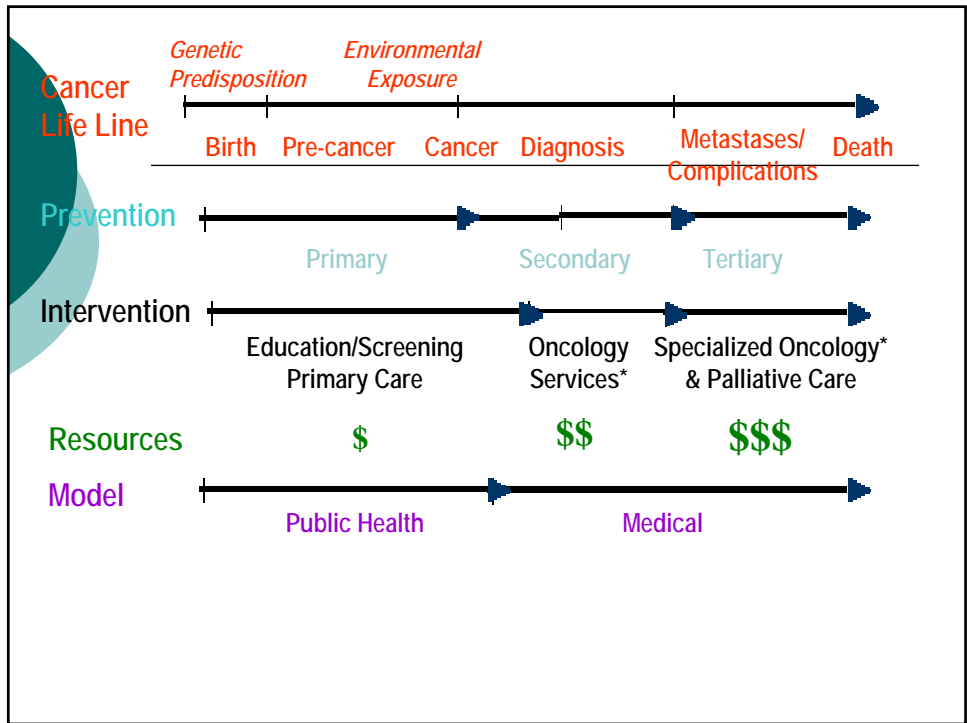 Genetic Predisposition
Environmental Exposure
Cancer Life Line
Birth Pre-cancer Cancer Diagnosis Metastases/ Complications Death
Prevention
Primary Secondary Tertiary
Intervention
Education/Screening Primary Care
Oncology Services*
Specialized Oncology* & Palliative Care
Resources $ $$ $$$
Model
Public Health Medical